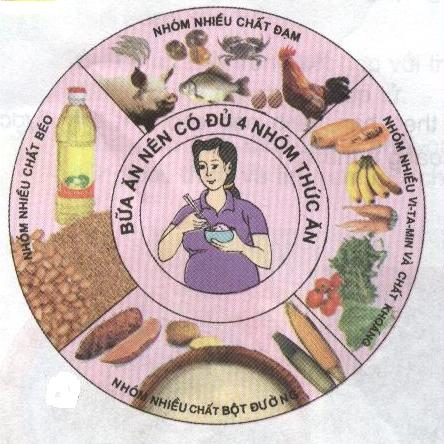 NHÓM NHIỀU CHẤT ĐẠM
NHÓM NHIỀU CHẤT BÉO
BỮA ĂN NÊN CÓ ĐỦ 4 NHÓM THỨC ĂN
NHÓM NHIỀU VI-TA-MIN VÀ CHẤT KHOÁNG
NHÓM NHIỀU CHẤT BỘT ĐƯỜNG